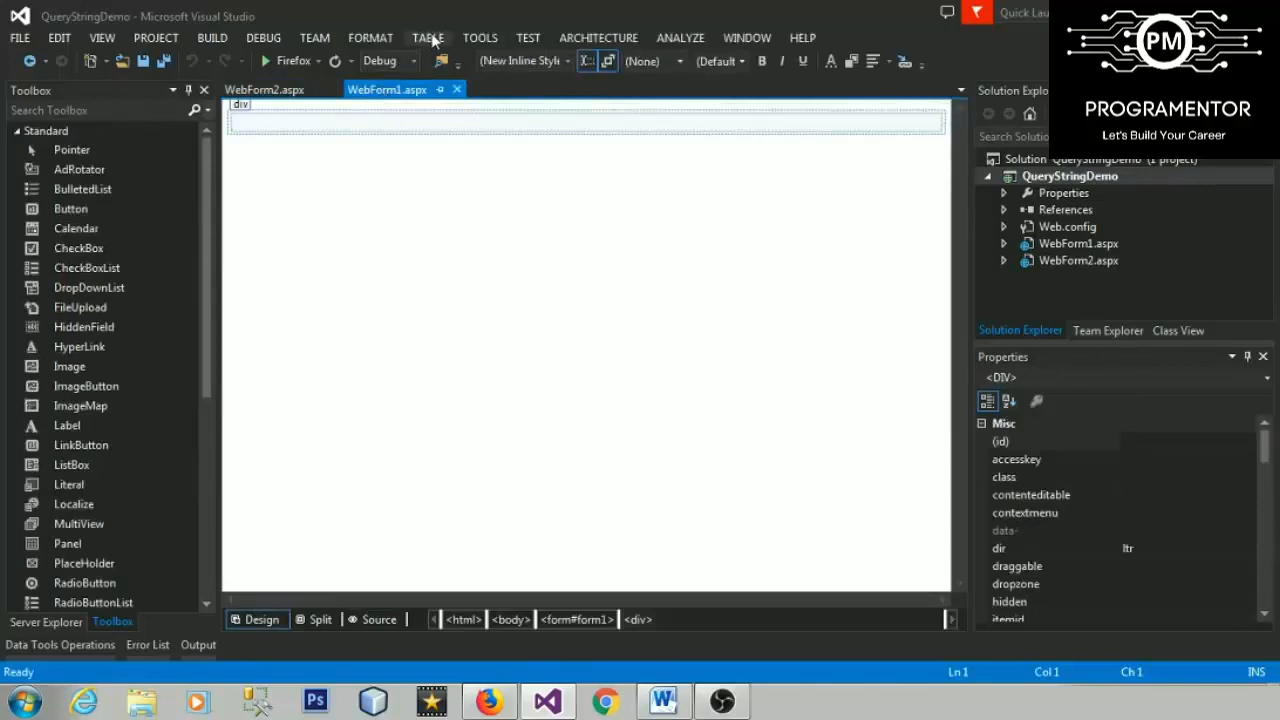 QueryStringDemo - Microsoft Visual Studio
Quick Lau
FILE EDIT VIEW PROJECT BUILD DEBUG TEAM FORMAT TABLE TOOLS TEST ARCHITECTURE ANALYZE WINDOW HELP
Firefox Debug (New Inline Style (None) (Default B I U A
PM
PROGRAMENTOR
Let's Build Your Career
Toolbox
WebForm2.aspx WebForm1.aspx
Solution Explo
Search Toolbox
div
Search Solutio
Standard
Pointer
AdRotator
BulletedList
Button
Calendar
CheckBox
CheckBoxList
DropDownList
FileUpload
HiddenField
HyperLink
Image
ImageButton
ImageMap
Label
LinkButton
ListBox
Literal
Localize
MultiView
Panel
PlaceHolder
RadioButton
RadioButtonList
Server Explorer Toolbox
Design Split Source <html> <body> <form#form1> <div>
Solution QueryStringDemo (1 project)
QueryStringDemo
Properties
References
Web.config
WebForm1.aspx
WebForm2.aspx
Solution Explorer Team Explorer Class View
Properties
<DIV>
Misc
(id)
accesskey
class
contenteditable
contextmenu
data-
dir ltr
draggable
dropzone
hidden
itemid
Data Tools Operations Error List Output
Ready Ln 1 Col 1 Ch 1 INS
Ps W